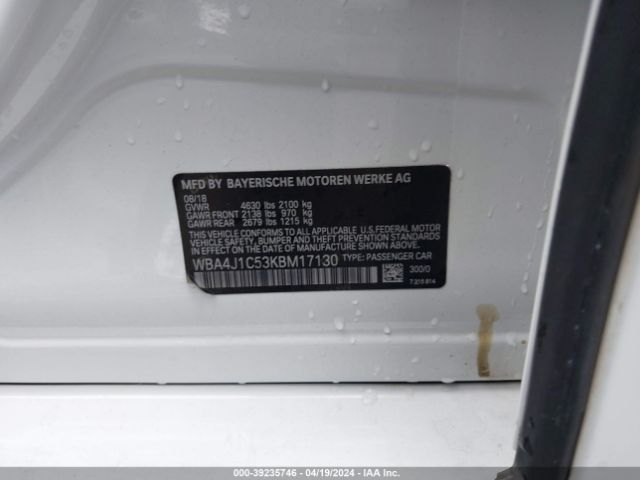 MFD BY BAYERISCHE MOTOREN WERKE AG
08/18
GVWR 4630 lbs 2100 kg
GAWR FRONT 2138 lbs 970 kg
GAWR REAR 2679 lbs 1215 kg
THIS VEHICLE CONFORMS TO ALL APPLICABLE U.S. FEDERAL MOTOR
VEHICLE SAFETY, BUMPER AND THEFT PREVENTION STANDARDS
IN EFFECT ON THE DATE OF MANUFACTURE SHOWN ABOVE.
WBA4J1C53KBM17130 TYPE: PASSENGER CAR
300/0
7 255 814
000-39235746 / 04/19/2024 / IAA Inc.